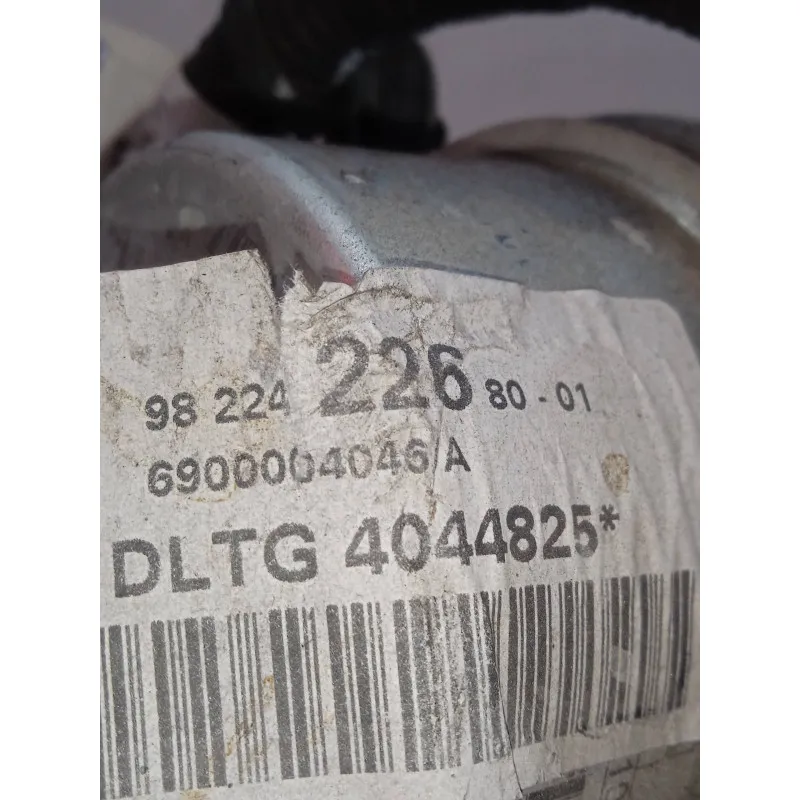 98 224 226 80 - 01
6900004046/A
DLTG 4044825*